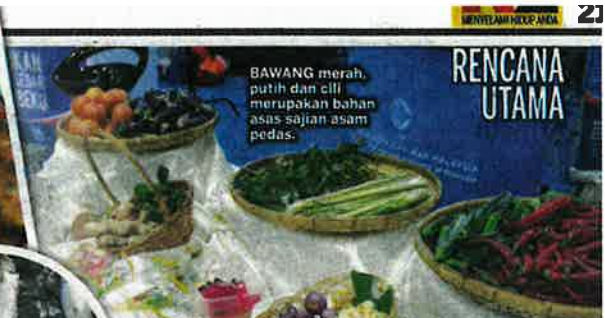 MENYELAMI HIDUP ANDA
21
RENCANA
UTAMA
BAWANG merah,
putih dan cili
merupakan bahan
asas sajian asam
pedas.